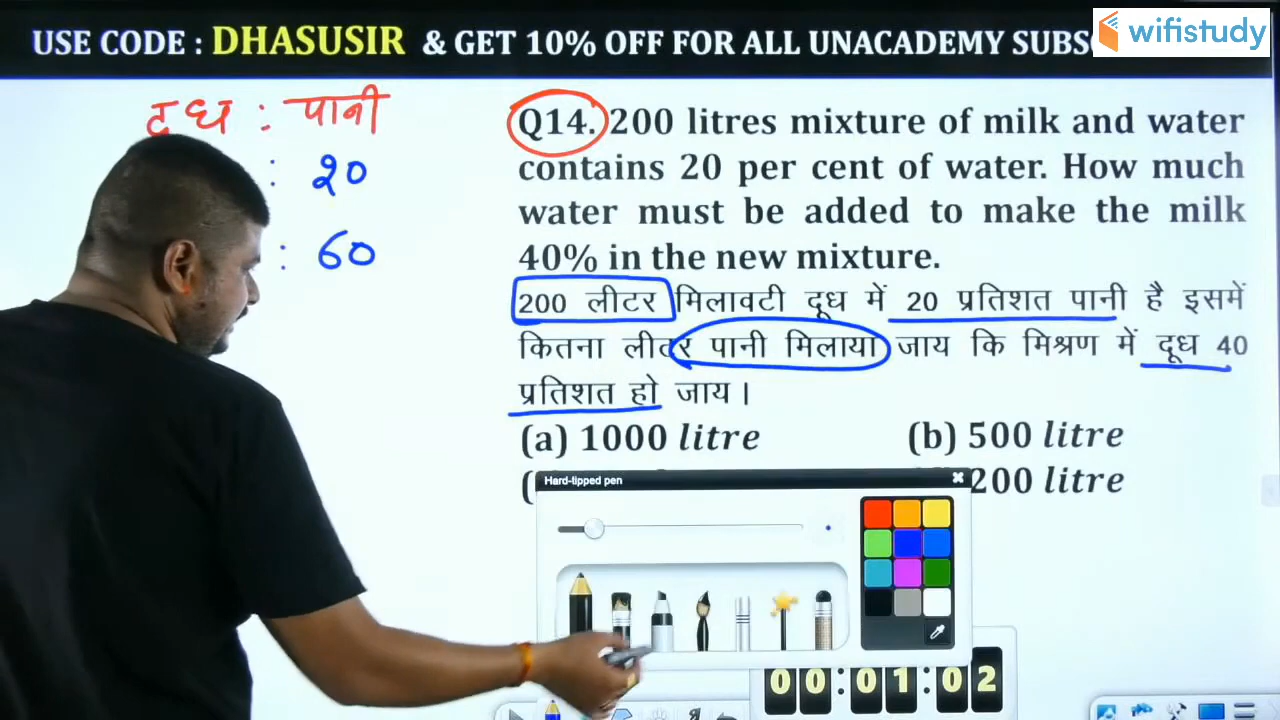 USE CODE : DHASUSIR & GET 10% OFF FOR ALL UNACADEMY
wifistudy
दूध : पानी
: 20
: 60
Q14. 200 litres mixture of milk and water
contains 20 per cent of water. How much
water must be added to make the milk
40% in the new mixture.
200 लीटर मिलावटी दूध में 20 प्रतिशत पानी है इसमें
कितना लीटर पानी मिलाया जाय कि मिश्रण में दूध 40
प्रतिशत हो जाय।
(a) 1000 litre (b) 500 litre
200 litre
Hard-tipped pen
00:01:02